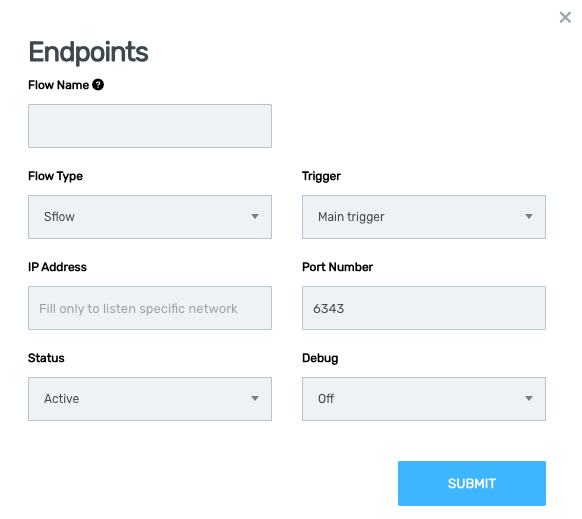 Endpoints
Flow Name ?
Flow Type
Trigger
Sflow
Main trigger
IP Address
Port Number
Fill only to listen specific network
6343
Status
Debug
Active
Off
SUBMIT